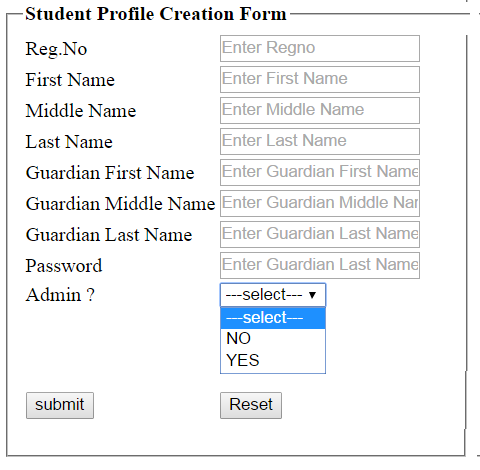 Student Profile Creation Form
Reg.No Enter Regno
First Name Enter First Name
Middle Name Enter Middle Name
Last Name Enter Last Name
Guardian First Name Enter Guardian First Name
Guardian Middle Name Enter Guardian Middle Nar
Guardian Last Name Enter Guardian Last Name
Password Enter Guardian Last Name
Admin ? ---select---
---select---
NO
YES
submit Reset